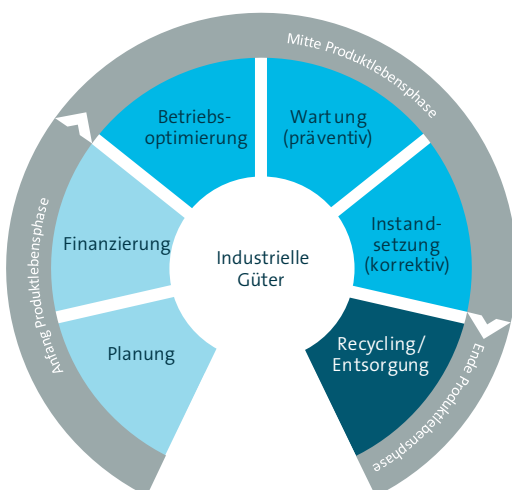 Mitte Produktlebensphase
Betriebs-
optimierung
Wartung
(präventiv)
Finanzierung
Industrielle
Güter
Instand-
setzung
(korrektiv)
Anfang Produktlebensphase
Planung
Recycling/
Entsorgung
Ende Produktlebensphase